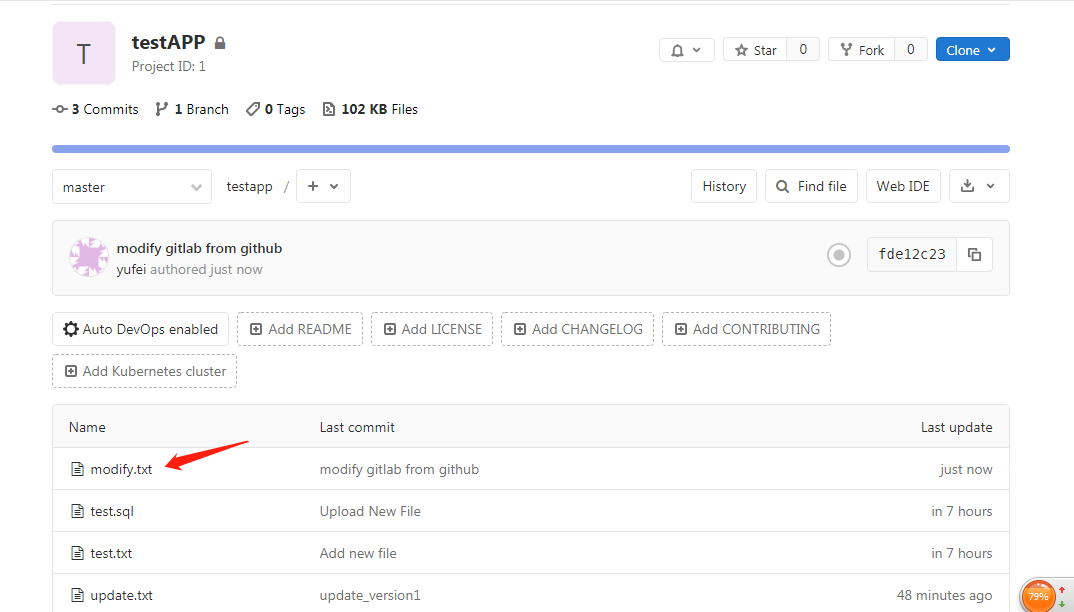 T
testAPP
Project ID: 1
Star 0 Fork 0 Clone
3 Commits 1 Branch 0 Tags 102 KB Files
master testapp / + History Find file Web IDE
modify gitlab from github
yufei authored just now
fde12c23
Auto DevOps enabled Add README Add LICENSE Add CHANGELOG Add CONTRIBUTING
Add Kubernetes cluster
Name Last commit Last update
modify.txt modify gitlab from github just now
test.sql Upload New File in 7 hours
test.txt Add new file in 7 hours
update.txt update_version1 48 minutes ago
79%